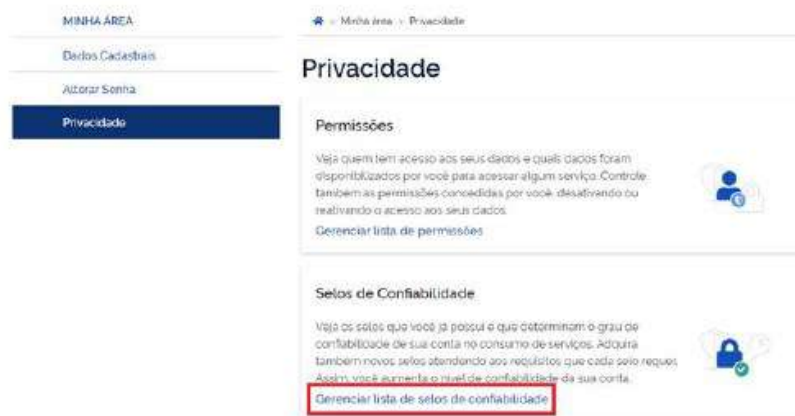 MINHA ÁREA
Dados Cadastrais
Alterar Senha
Privacidade
> Minha área > Privacidade
Privacidade
Permissões
Veja quem tem acesso aos seus dados e quais dados foram
disponibilizados por você para acessar algum serviço. Controle
também as permissões concedidas por você, desativando ou
reativando o acesso aos seus dados.
Gerenciar lista de permissões
Selos de Confiabilidade
Veja os selos que você já possui e que determinam o grau de
confiabilidade de sua conta no consumo de serviços. Adquira
também novos selos atendendo aos requisitos que cada selo requer.
Assim, você aumenta o nível de confiabilidade da sua conta.
Gerenciar lista de selos de confiabilidade